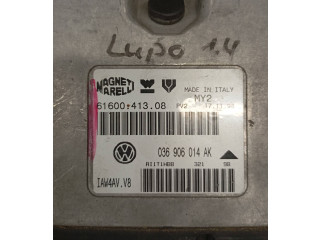 Lupo 1.4
MAGNETI MARELLI
MADE IN ITALY
MY2
61600.413.08
036 906 014 AK
IAW4AV.V8